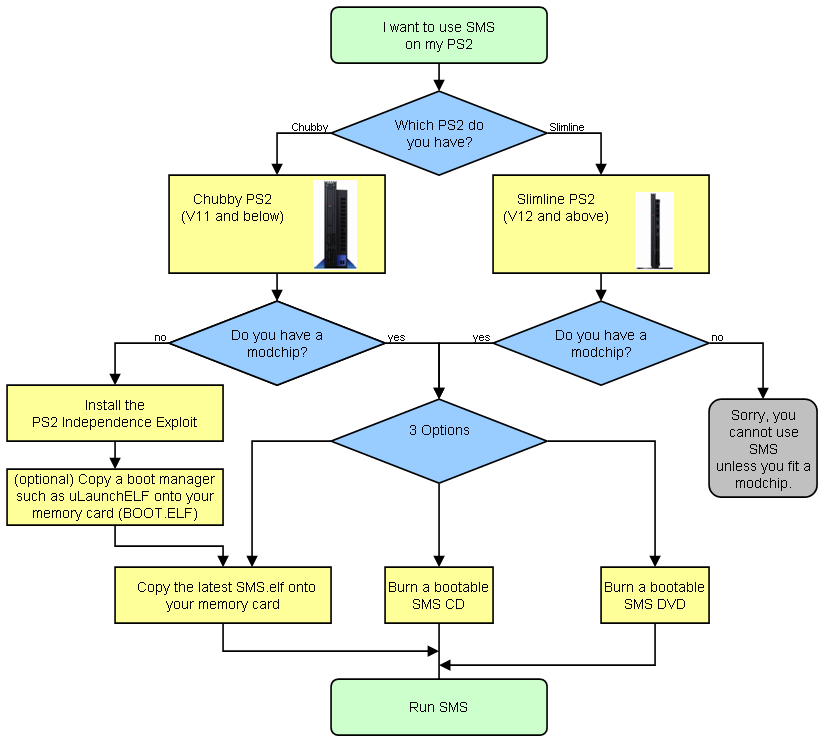 I want to use SMS
on my PS2
Which PS2 do
you have?
Chubby
Slimline
Chubby PS2
(V11 and below)
Slimline PS2
(V12 and above)
Do you have a
modchip?
no
yes
Do you have a
modchip?
yes
no
Install the
PS2 Independence Exploit
3 Options
Sorry, you
cannot use
SMS
unless you fit a
modchip.
(optional) Copy a boot manager
such as uLaunchELF onto your
memory card (BOOT.ELF)
Copy the latest SMS.elf onto
your memory card
Burn a bootable
SMS CD
Burn a bootable
SMS DVD
Run SMS